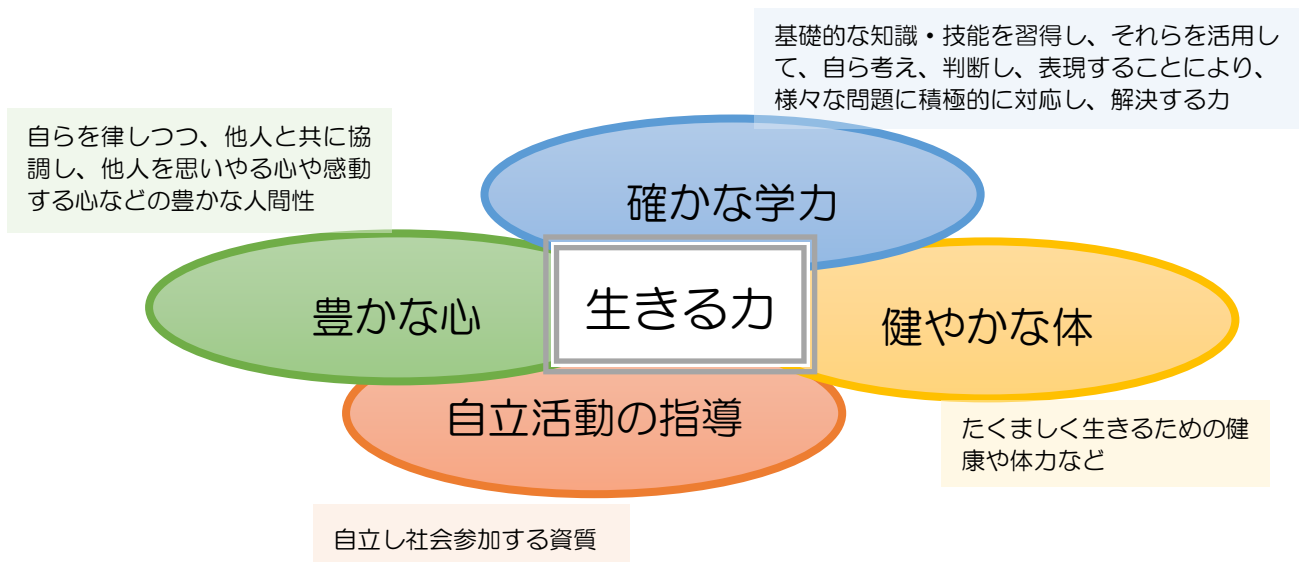 基礎的な知識・技能を習得し、それらを活用し
て、自ら考え、判断し、表現することにより、
様々な問題に積極的に対応し、解決する力
自らを律しつつ、他人と共に協
調し、他人を思いやる心や感動
する心などの豊かな人間性
確かな学力
豊かな心
生きる力
健やかな体
自立活動の指導
たくましく生きるための健
康や体力など
自立し社会参加する資質